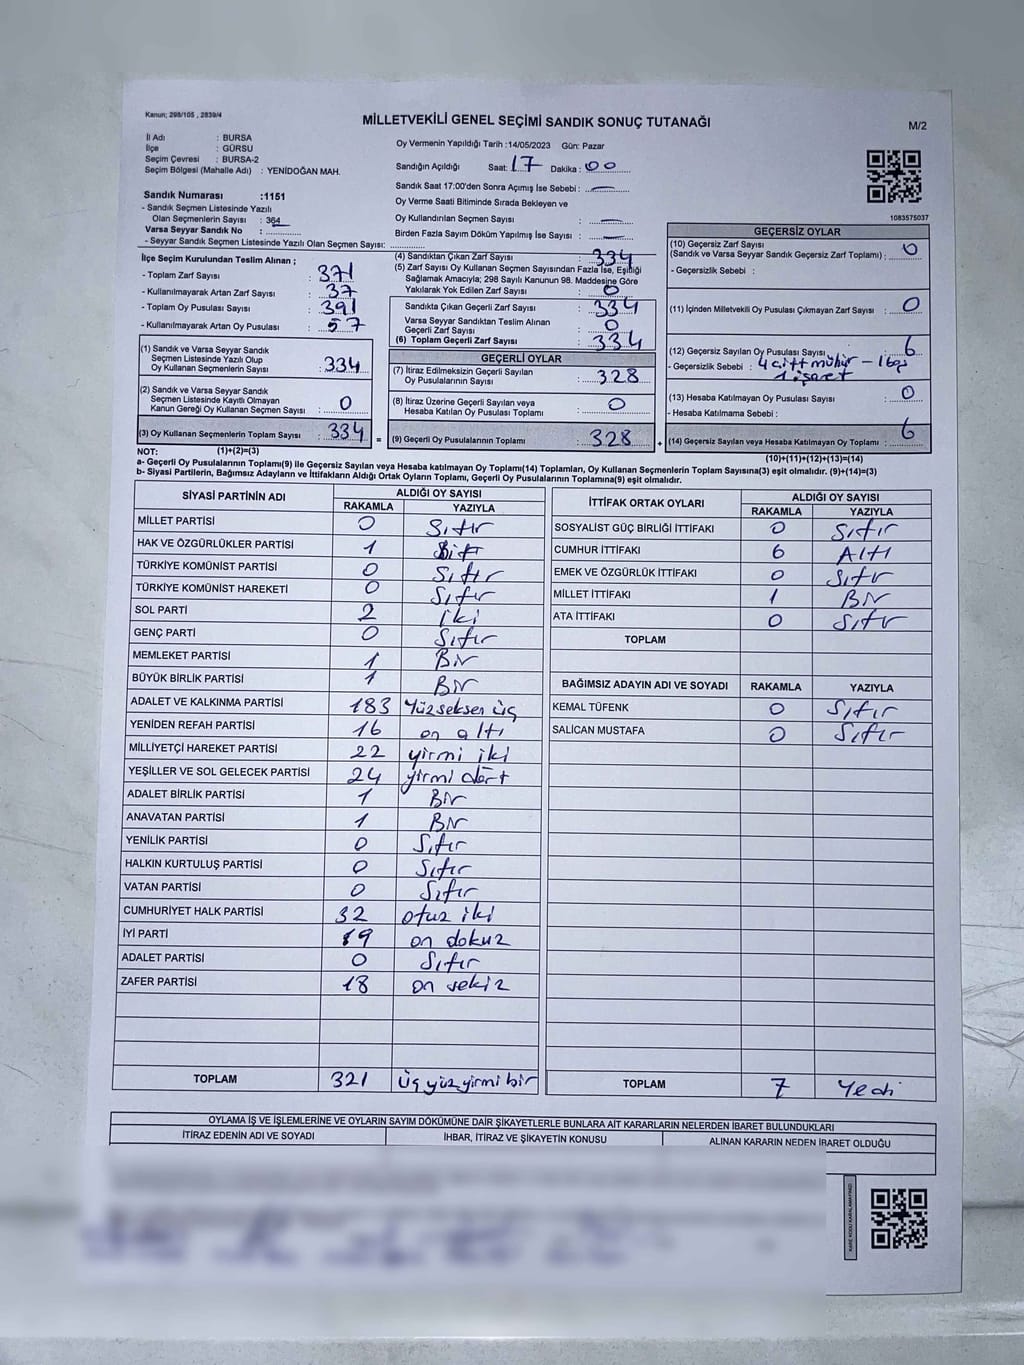 Kanun; 298/105 , 2839/4
MİLLETVEKİLİ GENEL SEÇİMİ SANDIK SONUÇ TUTANAĞI
M/2
İl Adı : BURSA
İlçe : GÜRSU
Seçim Çevresi : BURSA-2
Seçim Bölgesi (Mahalle Adı) : YENİDOĞAN MAH.
Sandık Numarası :1151
- Sandık Seçmen Listesinde Yazılı
Olan Seçmenlerin Sayısı : 364
Varsa Seyyar Sandık No :
- Seyyar Sandık Seçmen Listesinde Yazılı Olan Seçmen Sayısı:
Oy Vermenin Yapıldığı Tarih :14/05/2023 Gün: Pazar
Sandığın Açıldığı Saat: 17 Dakika : 00
Sandık Saat 17:00'den Sonra Açımış İse Sebebi : —
Oy Verme Saati Bitiminde Sırada Bekleyen ve
Oy Kullandırılan Seçmen Sayısı : —
Birden Fazla Sayım Döküm Yapılmış İse Sayısı : —
1083575037
İlçe Seçim Kurulundan Teslim Alınan ;
- Toplam Zarf Sayısı : 371
- Kullanılmayarak Artan Zarf Sayısı : 37
- Toplam Oy Pusulası Sayısı : 391
- Kullanılmayarak Artan Oy Pusulası : 57
(1) Sandık ve Varsa Seyyar Sandık
Seçmen Listesinde Yazılı Olup
Oy Kullanan Seçmenlerin Sayısı : 334
(2) Sandık ve Varsa Seyyar Sandık
Seçmen Listesinde Kayıtlı Olmayan
Kanun Gereği Oy Kullanan Seçmen Sayısı : 0
(3) Oy Kullanan Seçmenlerin Toplam Sayısı : 334 =
(4) Sandıktan Çıkan Zarf Sayısı : 334
(5) Zarf Sayısı Oy Kullanan Seçmen Sayısından Fazla İse, Eşitliği
Sağlamak Amacıyla; 298 Sayılı Kanunun 98. Maddesine Göre
Yakılarak Yok Edilen Zarf Sayısı : 0
Sandıkta Çıkan Geçerli Zarf Sayısı : 334
Varsa Seyyar Sandıktan Teslim Alınan
Geçerli Zarf Sayısı : 0
(6) Toplam Geçerli Zarf Sayısı : 334
GEÇERLİ OYLAR
(7) İtiraz Edilmeksizin Geçerli Sayılan
Oy Pusulalarının Sayısı : 328
(8) İtiraz Üzerine Geçerli Sayılan veya
Hesaba Katılan Oy Pusulası Toplamı : 0
(9) Geçerli Oy Pusulalarının Toplamı : 328 +
GEÇERSİZ OYLAR
(10) Geçersiz Zarf Sayısı
(Sandık ve Varsa Seyyar Sandık Geçersiz Zarf Toplamı) : 0
- Geçersizlik Sebebi :
(11) İçinden Milletvekili Oy Pusulası Çıkmayan Zarf Sayısı : 0
(12) Geçersiz Sayılan Oy Pusulası Sayısı : 6
- Geçersizlik Sebebi : 4 çift mühür - 1 boş
1 işaret
(13) Hesaba Katılmayan Oy Pusulası Sayısı : 0
- Hesaba Katılmama Sebebi :
(14) Geçersiz Sayılan veya Hesaba Katılmayan Oy Toplamı : 6
NOT: (1)+(2)=(3)
(10)+(11)+(12)+(13)=(14)
a- Geçerli Oy Pusulalarının Toplamı(9) ile Geçersiz Sayılan veya Hesaba katılmayan Oy Toplamı(14) Toplamları, Oy Kullanan Seçmenlerin Toplam Sayısına(3) eşit olmalıdır. (9)+(14)=(3)
b- Siyasi Partilerin, Bağımsız Adayların ve İttifakların Aldığı Ortak Oyların Toplamı, Geçerli Oy Pusulalarının Toplamına(9) eşit olmalıdır.
SİYASİ PARTİNİN ADI ALDIĞI OY SAYISI
RAKAMLA YAZIYLA
MİLLET PARTİSİ 0 Sıfır
HAK VE ÖZGÜRLÜKLER PARTİSİ 1 Bir
TÜRKİYE KOMÜNİST PARTİSİ 0 Sıfır
TÜRKİYE KOMÜNİST HAREKETİ 0 Sıfır
SOL PARTİ 2 iki
GENÇ PARTİ 0 Sıfır
MEMLEKET PARTİSİ 1 Bir
BÜYÜK BİRLİK PARTİSİ 1 Bir
ADALET VE KALKINMA PARTİSİ 183 Yüzseksen üç
YENİDEN REFAH PARTİSİ 16 on altı
MİLLİYETÇİ HAREKET PARTİSİ 22 yirmi iki
YEŞİLLER VE SOL GELECEK PARTİSİ 24 yirmi dört
ADALET BİRLİK PARTİSİ 1 Bir
ANAVATAN PARTİSİ 1 Bir
YENİLİK PARTİSİ 0 Sıfır
HALKIN KURTULUŞ PARTİSİ 0 Sıfır
VATAN PARTİSİ 0 Sıfır
CUMHURİYET HALK PARTİSİ 32 otuz iki
İYİ PARTİ 19 on dokuz
ADALET PARTİSİ 0 Sıfır
ZAFER PARTİSİ 18 on sekiz
TOPLAM 321 üç yüz yirmi bir
İTTİFAK ORTAK OYLARI ALDIĞI OY SAYISI
RAKAMLA YAZIYLA
SOSYALİST GÜÇ BİRLİĞİ İTTİFAKI 0 Sıfır
CUMHUR İTTİFAKI 6 Altı
EMEK VE ÖZGÜRLÜK İTTİFAKI 0 Sıfır
MİLLET İTTİFAKI 1 Bir
ATA İTTİFAKI 0 Sıfır
TOPLAM
BAĞIMSIZ ADAYIN ADI VE SOYADI RAKAMLA YAZIYLA
KEMAL TÜFENK 0 Sıfır
SALİCAN MUSTAFA 0 Sıfır
TOPLAM 7 Yedi
OYLAMA İŞ VE İŞLEMLERİNE VE OYLARIN SAYIM DÖKÜMÜNE DAİR ŞİKAYETLERLE BUNLARA AİT KARARLARIN NELERDEN İBARET BULUNDUKLARI
İTİRAZ EDENİN ADI VE SOYADI İHBAR, İTİRAZ VE ŞİKAYETİN KONUSU ALINAN KARARIN NEDEN İBARET OLDUĞU
KARE KODU KARALAMAYINIZ!